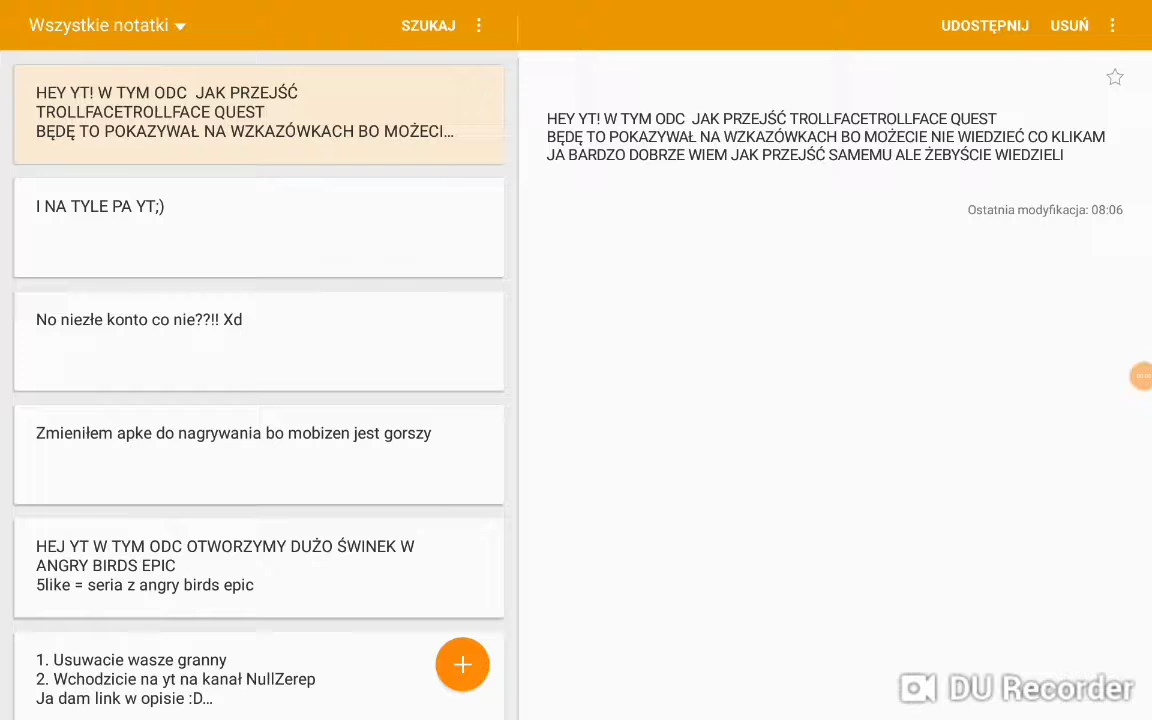 Wszystkie notatki
SZUKAJ
UDOSTĘPNIJ
USUŃ
HEY YT! W TYM ODC  JAK PRZEJŚĆ
TROLLFACETROLLFACE QUEST
BĘDĘ TO POKAZYWAŁ NA WZKAZÓWKACH BO MOŻECI...
I NA TYLE PA YT;)
No niezłe konto co nie??!! Xd
Zmieniłem apke do nagrywania bo mobizen jest gorszy
HEJ YT W TYM ODC OTWORZYMY DUŻO ŚWINEK W
ANGRY BIRDS EPIC
5like = seria z angry birds epic
1. Usuwacie wasze granny
2. Wchodzicie na yt na kanał NullZerep
Ja dam link w opisie :D...
HEY YT! W TYM ODC  JAK PRZEJŚĆ TROLLFACETROLLFACE QUEST
BĘDĘ TO POKAZYWAŁ NA WZKAZÓWKACH BO MOŻECIE NIE WIEDZIEĆ CO KLIKAM
JA BARDZO DOBRZE WIEM JAK PRZEJŚĆ SAMEMU ALE ŻEBYŚCIE WIEDZIELI
Ostatnia modyfikacja: 08:06
DU Recorder